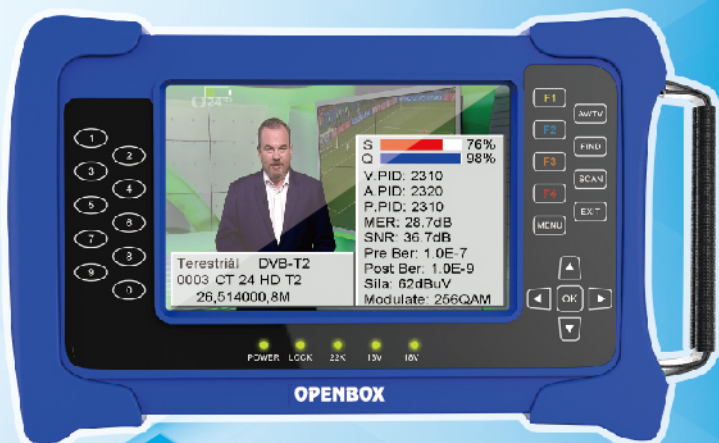 24
S 76%
Q 98%
V.PID: 2310
A.PID: 2320
P.PID: 2310
MER: 28.7dB
SNR: 36.7dB
Pre Ber: 1.0E-7
Post Ber: 1.0E-9
Sila: 62dBuV
Modulate: 256QAM
Terestriál DVB-T2
0003 CT 24 HD T2
26,514000,8M
1
2
3
4
5
6
7
8
9
0
F1
AV/TV
F2
FIND
F3
SCAN
F4
EXIT
MENU
OK
POWER LOCK 22K 13V 18V
OPENBOX